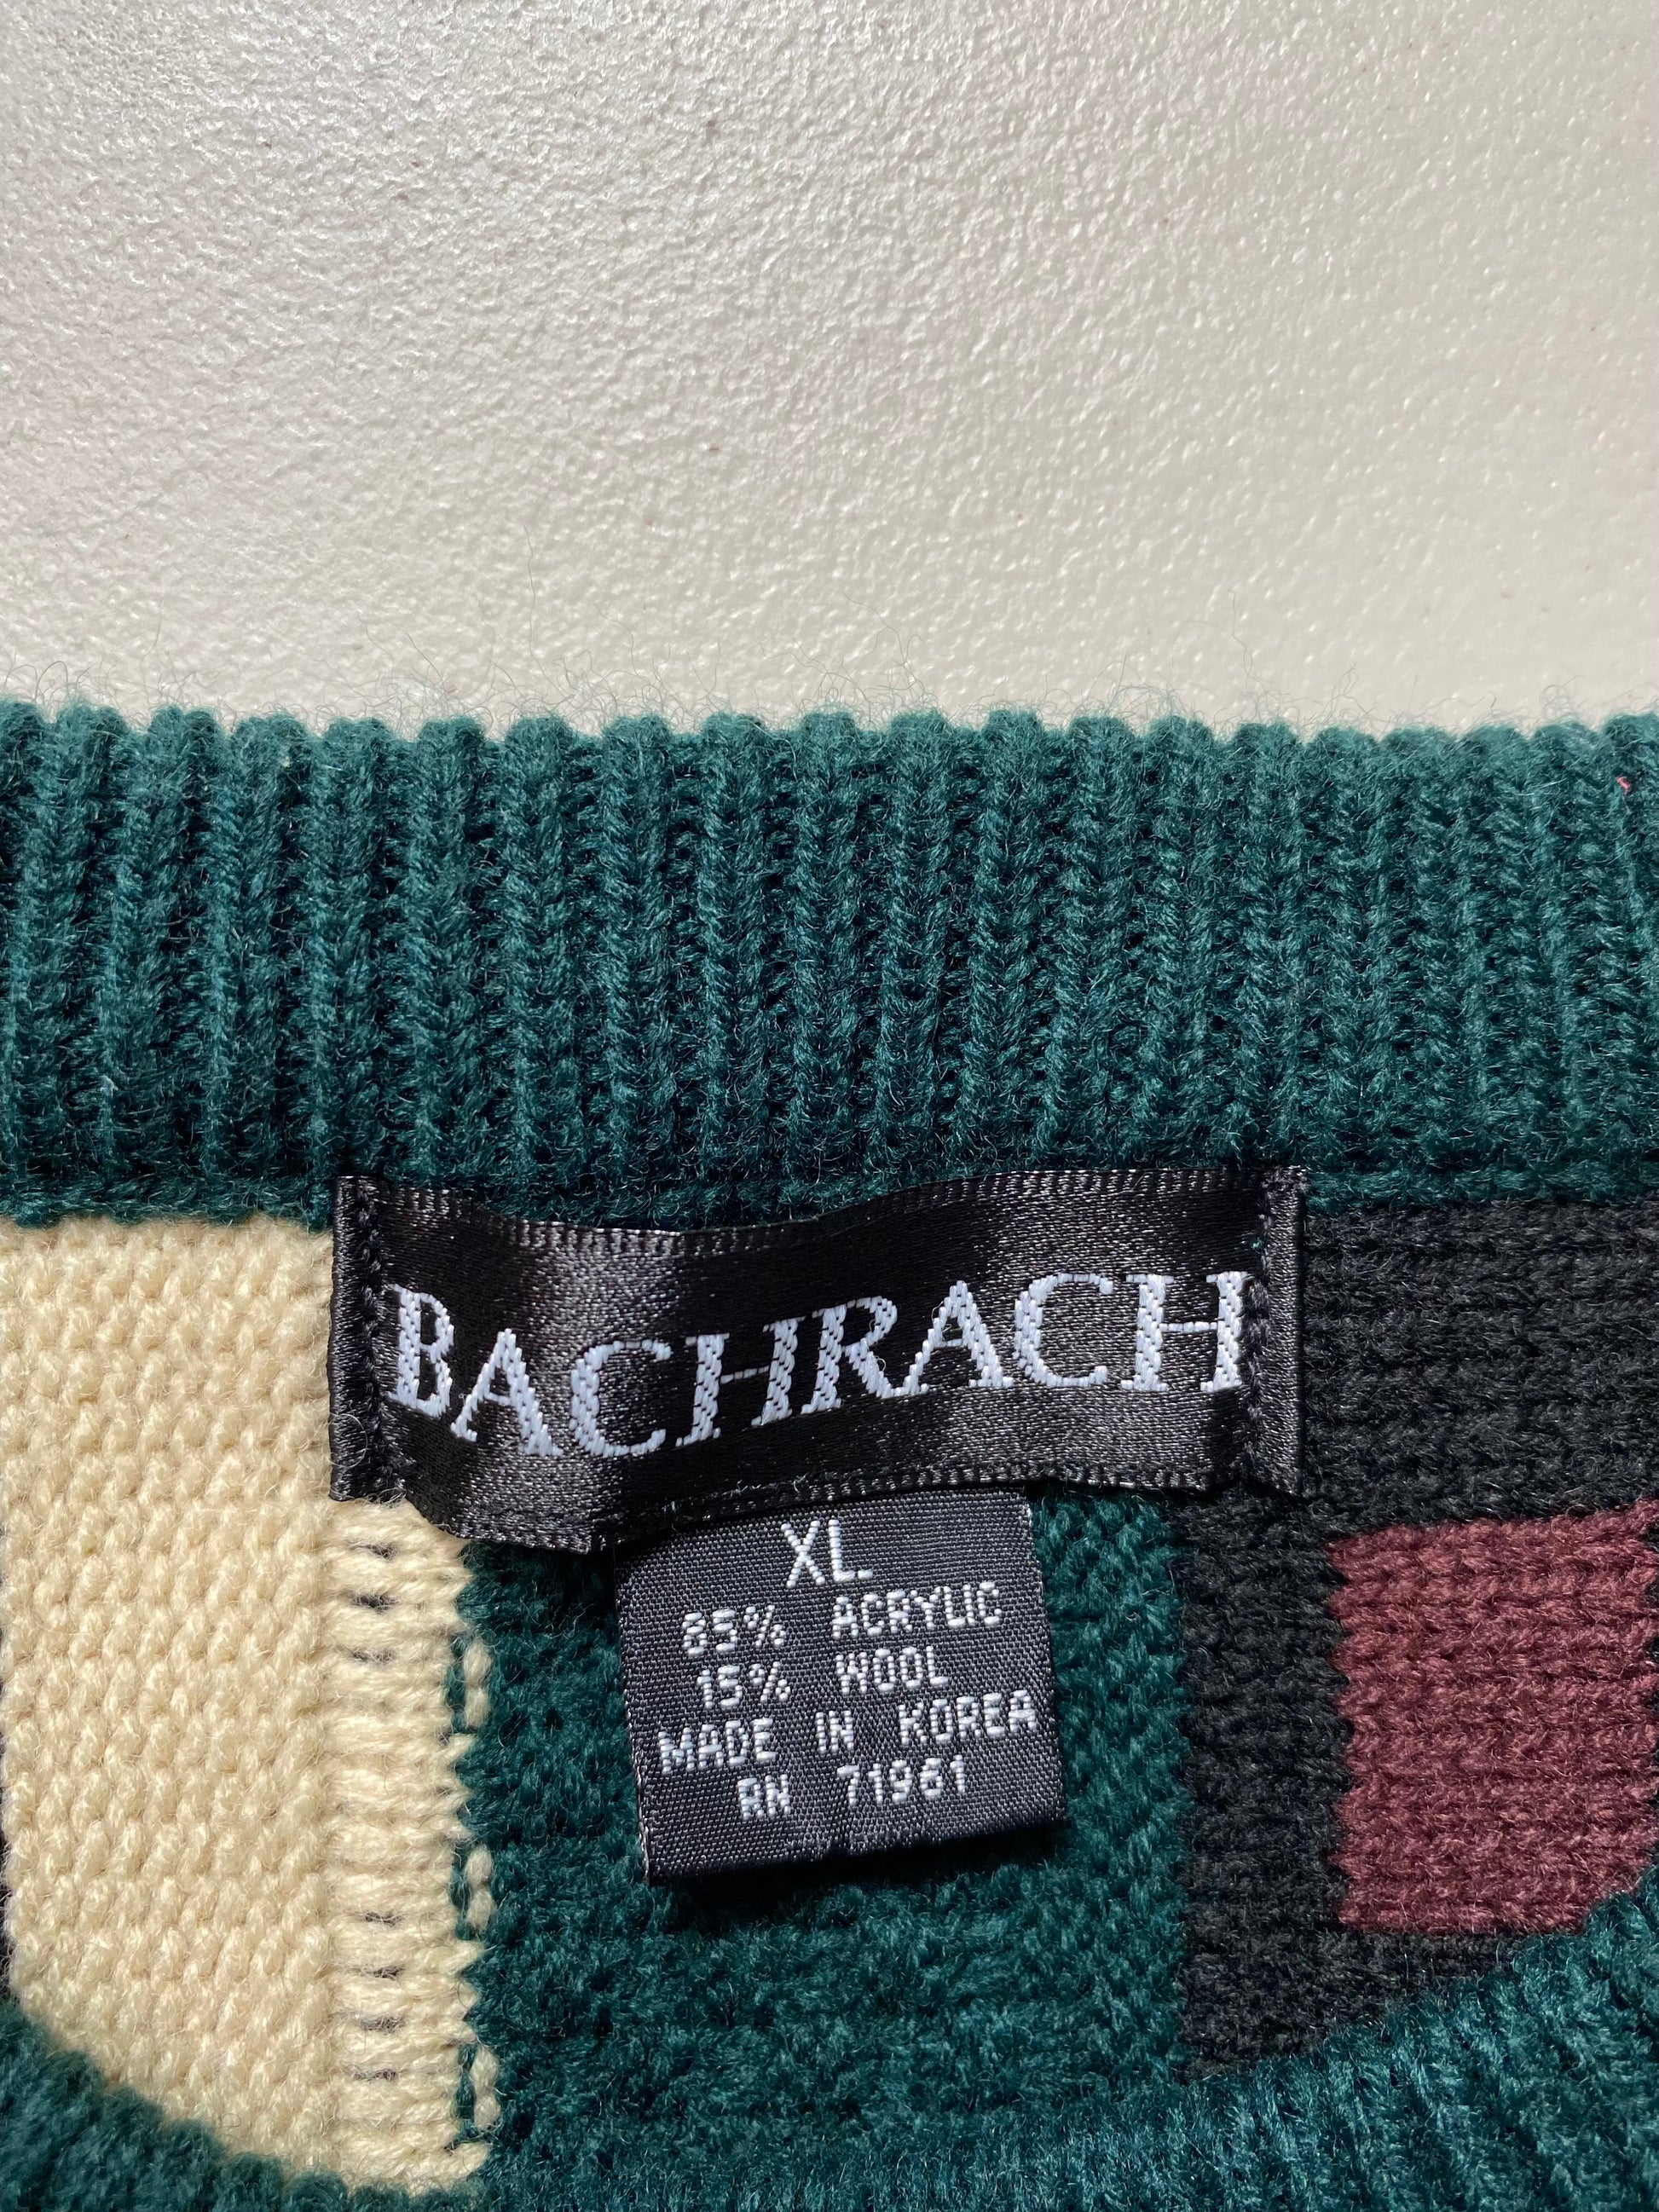 BACHRACH
XL
85% ACRYLIC
15% WOOL
MADE IN KOREA
RN 71961